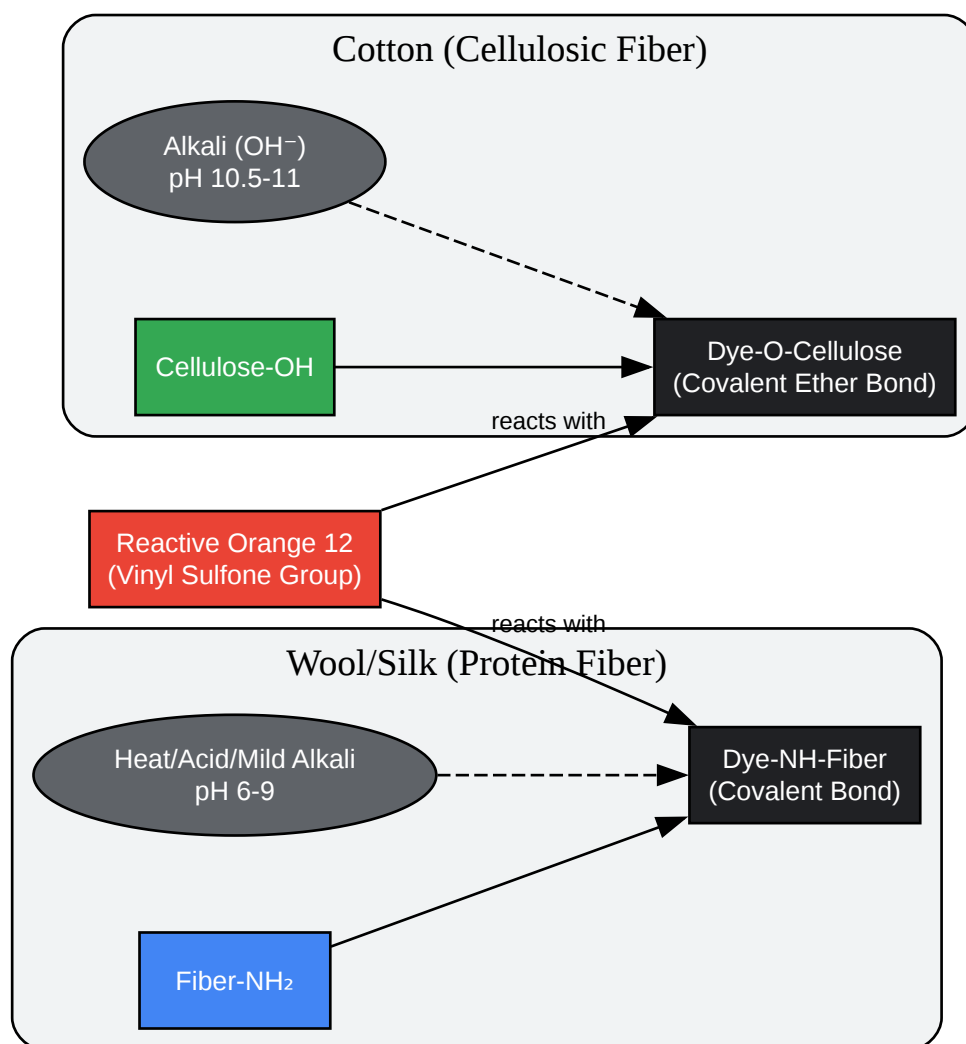 Cotton (Cellulosic Fiber)
Alkali (OH⁻)
pH 10.5-11
Cellulose-OH
Dye-O-Cellulose
(Covalent Ether Bond)
reacts with
Reactive Orange 12
(Vinyl Sulfone Group)
reacts with
Wool/Silk (Protein Fiber)
Heat/Acid/Mild Alkali
pH 6-9
Dye-NH-Fiber
(Covalent Bond)
Fiber-NH₂